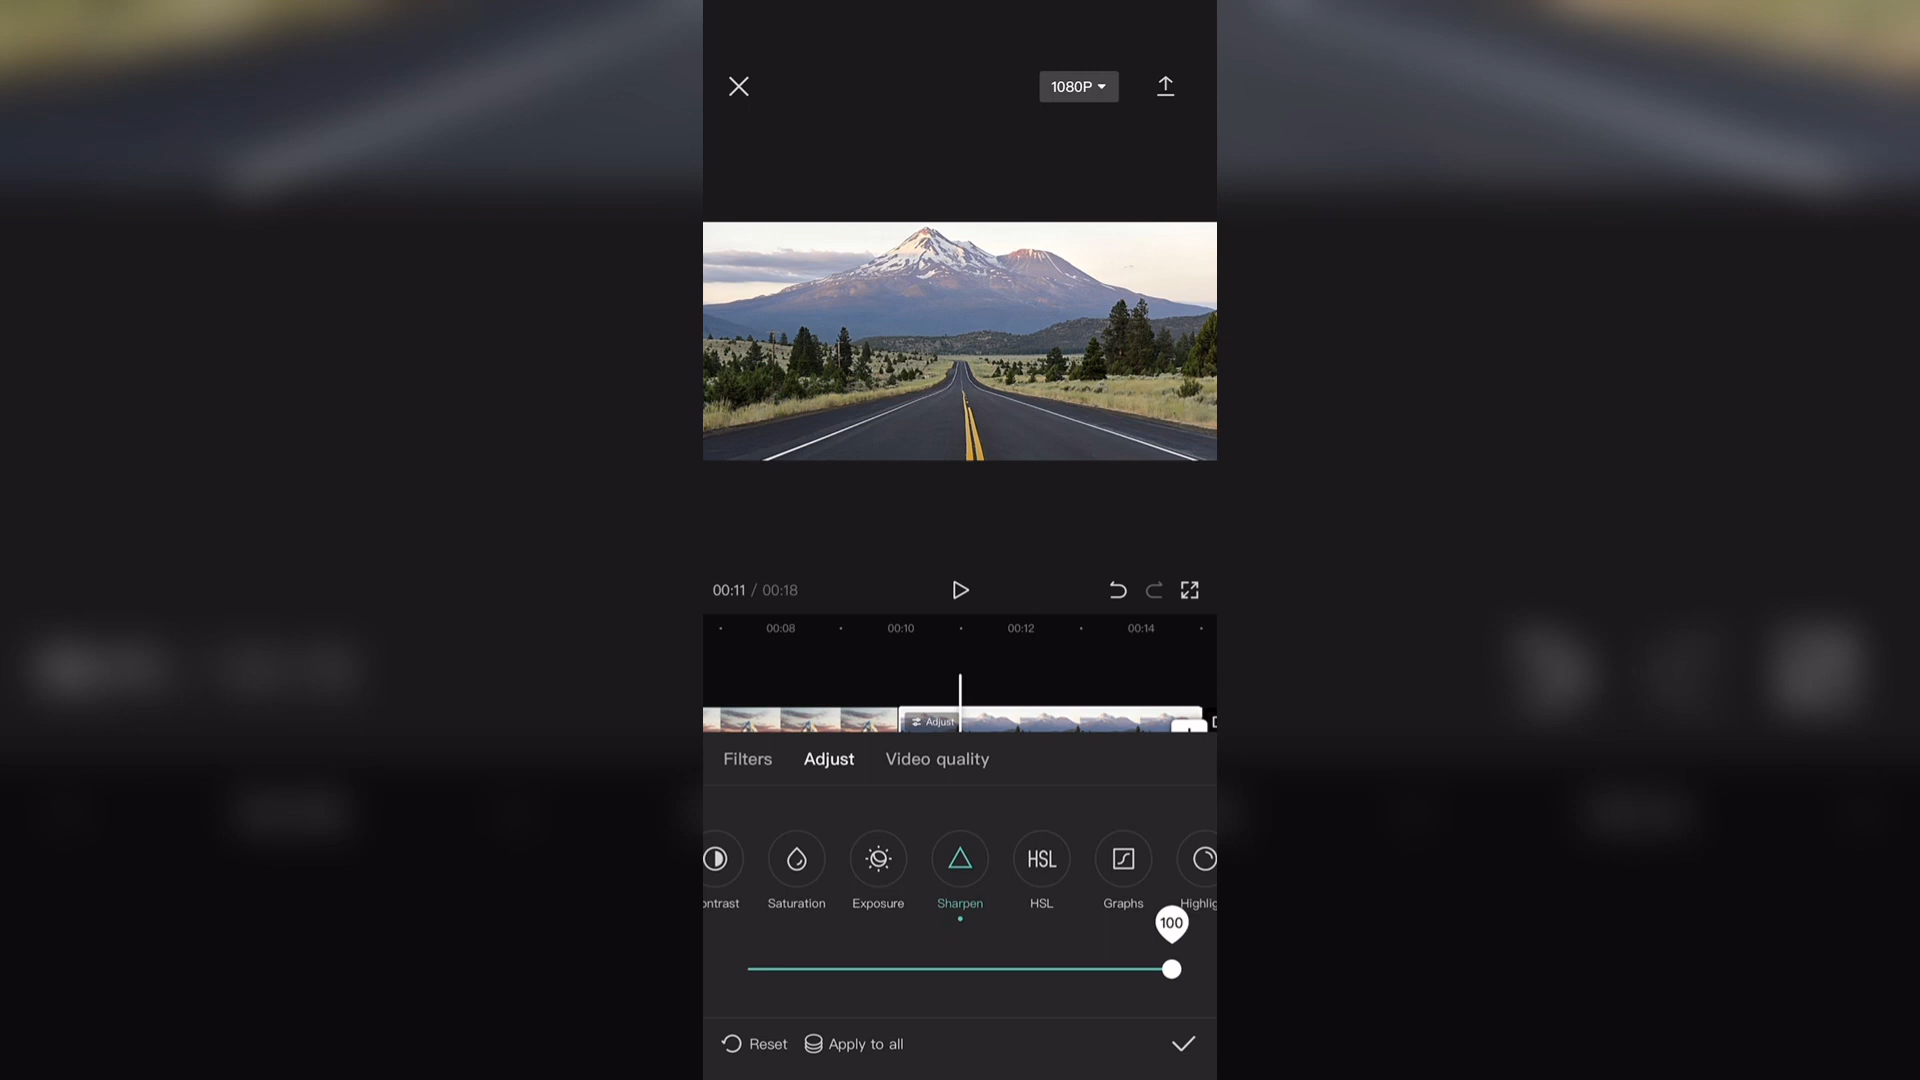 1080P
00:11 / 00:18
00:08 00:10 00:12 00:14
Adjust
Filters Adjust Video quality
HSL
ontrast Saturation Exposure Sharpen HSL Graphs Highlig
100
Reset Apply to all